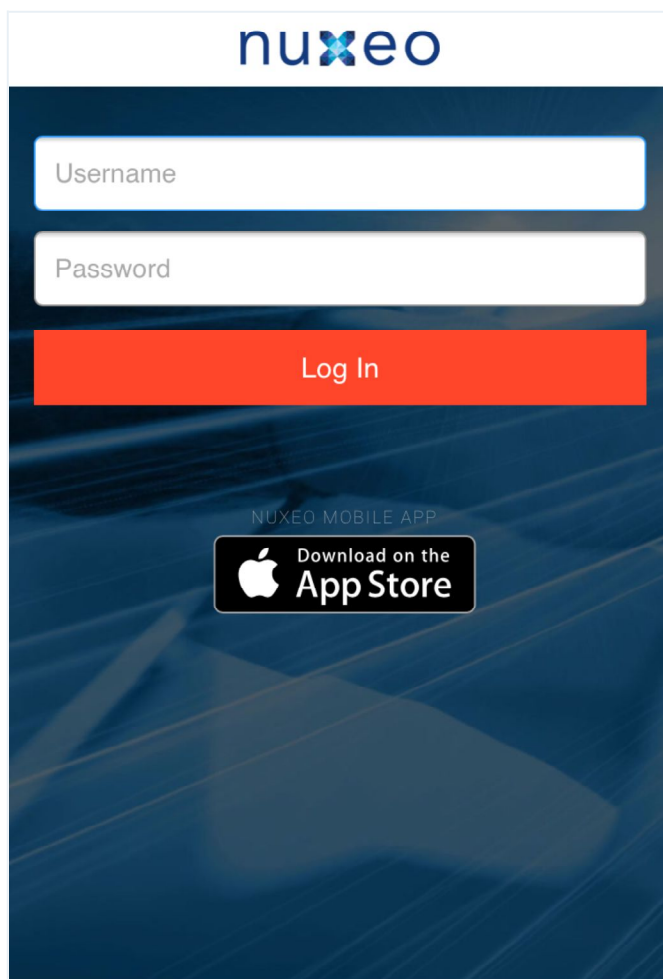 nuxeo
Username
Password
Log In
NUXEO MOBILE APP
Download on the
App Store